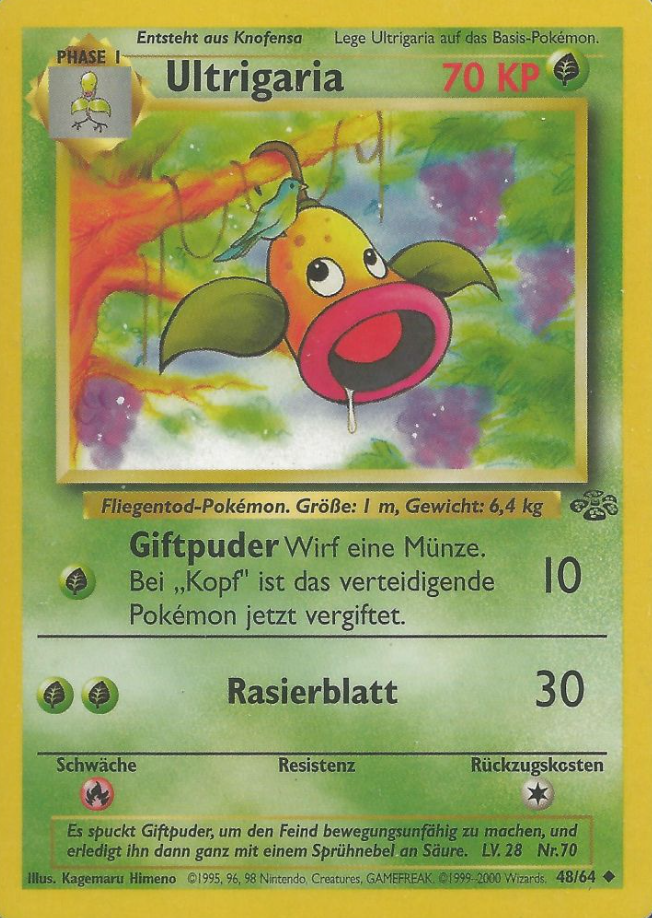 Entsteht aus Knofensa Lege Ultrigaria auf das Basis-Pokémon.
PHASE 1
Ultrigaria 70 KP
Fliegentod-Pokémon. Größe: 1 m, Gewicht: 6,4 kg
Giftpuder Wirf eine Münze.
Bei „Kopf" ist das verteidigende 10
Pokémon jetzt vergiftet.
Rasierblatt 30
Schwäche Resistenz Rückzugskosten
Es spuckt Giftpuder, um den Feind bewegungsunfähig zu machen, und
erledigt ihn dann ganz mit einem Sprühnebel an Säure. LV. 28 Nr.70
Illus. Kagemaru Himeno ©1995, 96, 98 Nintendo, Creatures, GAMEFREAK. ©1999-2000 Wizards. 48/64